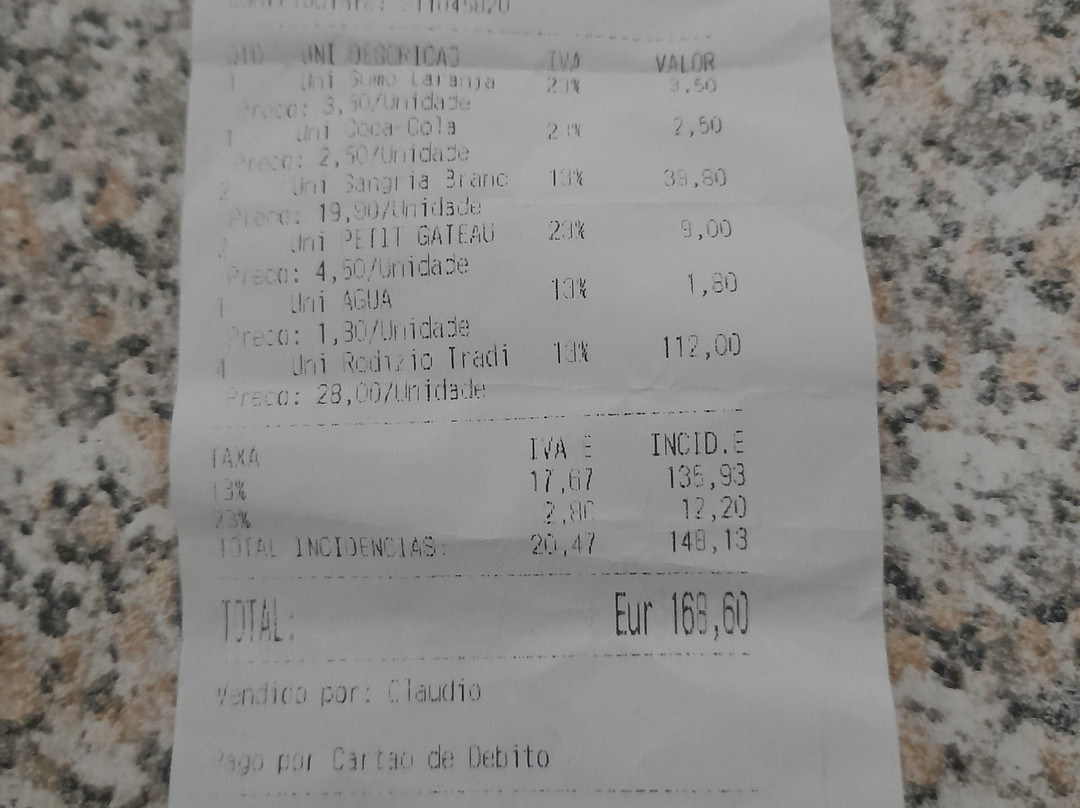 QTD UNI DESCRICAO IVA VALOR
1 Uni Sumo Laranja 23% 3,50
Preco: 3,50/Unidade
1 Uni Coca-Cola 23% 2,50
Preco: 2,50/Unidade
2 Uni Sangria Branc 13% 39,80
Preco: 19,90/Unidade
2 Uni PETIT GATEAU 23% 9,00
Preco: 4,50/Unidade
1 Uni AGUA 13% 1,80
Preco: 1,80/Unidade
4 Uni Rodizio Tradi 13% 112,00
Preco: 28,00/Unidade
TAXA IVA E INCID.E
13% 17,67 135,93
23% 2,80 12,20
TOTAL INCIDENCIAS: 20,47 148,13
TOTAL: Eur 168,60
Vendido por: Claudio
Pago por Cartao de Debito